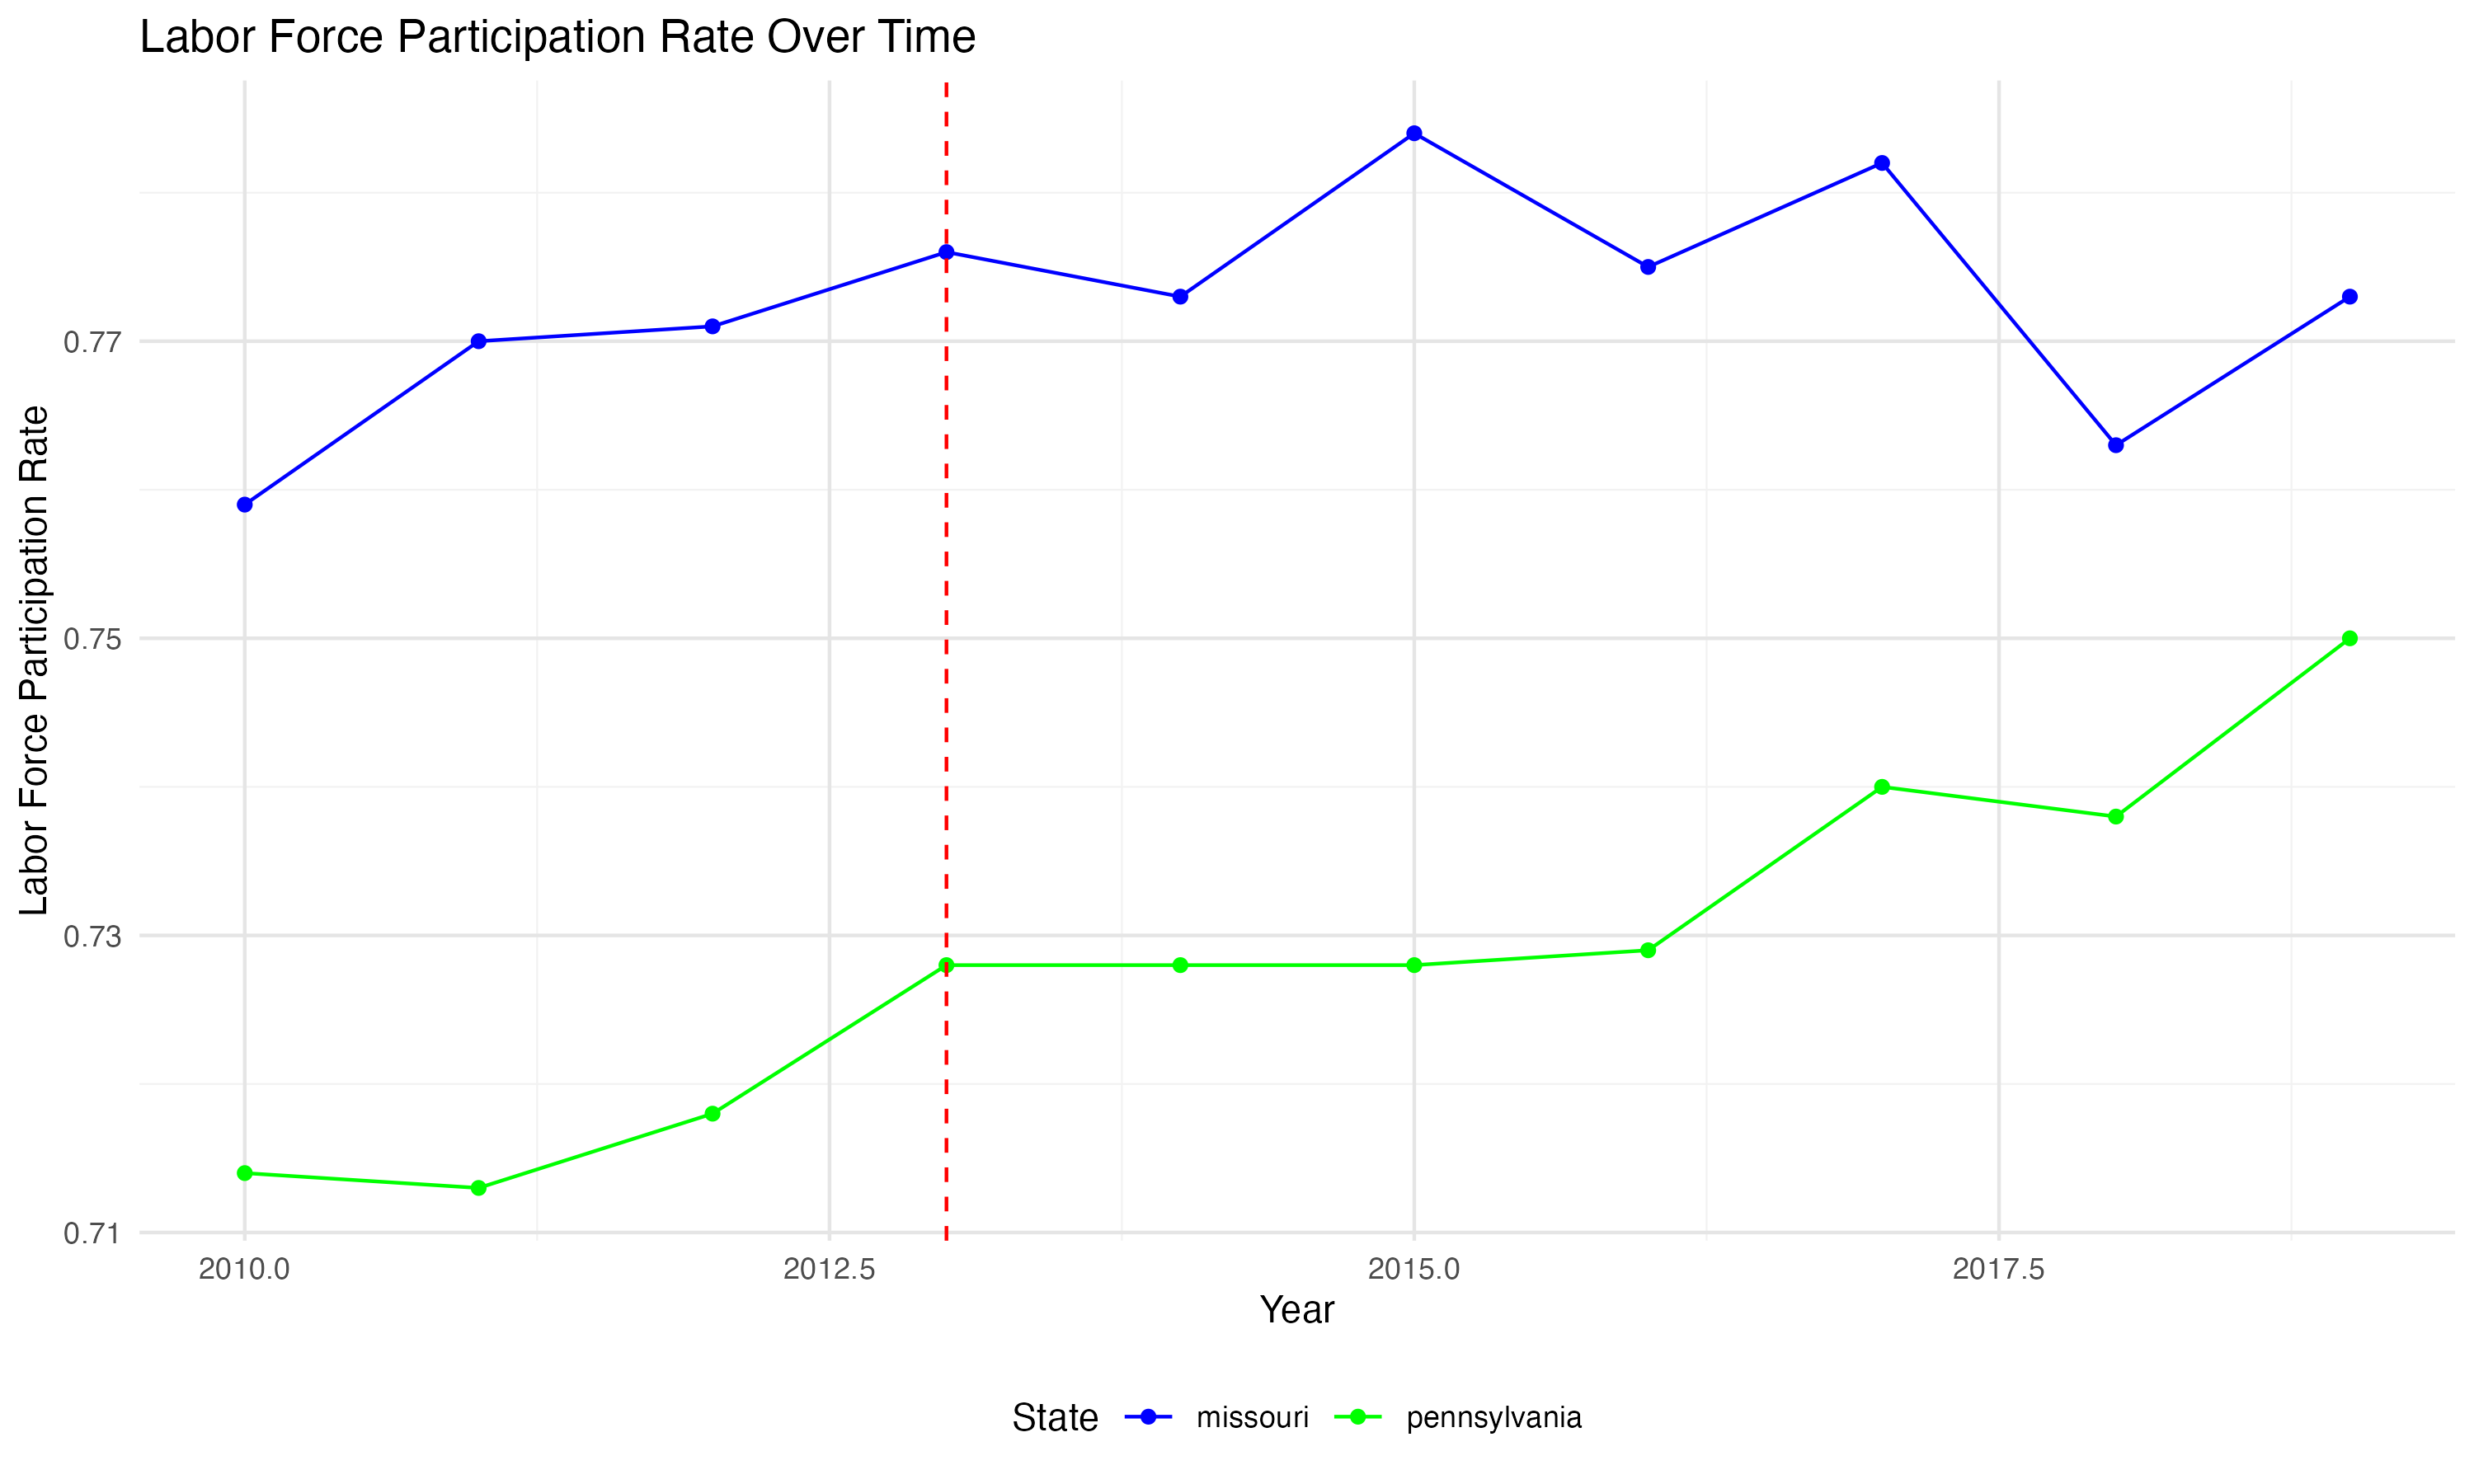 Labor Force Participation Rate Over Time
Labor Force Participation Rate
0.77
0.75
0.73
0.71
2010.0 2012.5 2015.0 2017.5
Year
State missouri pennsylvania